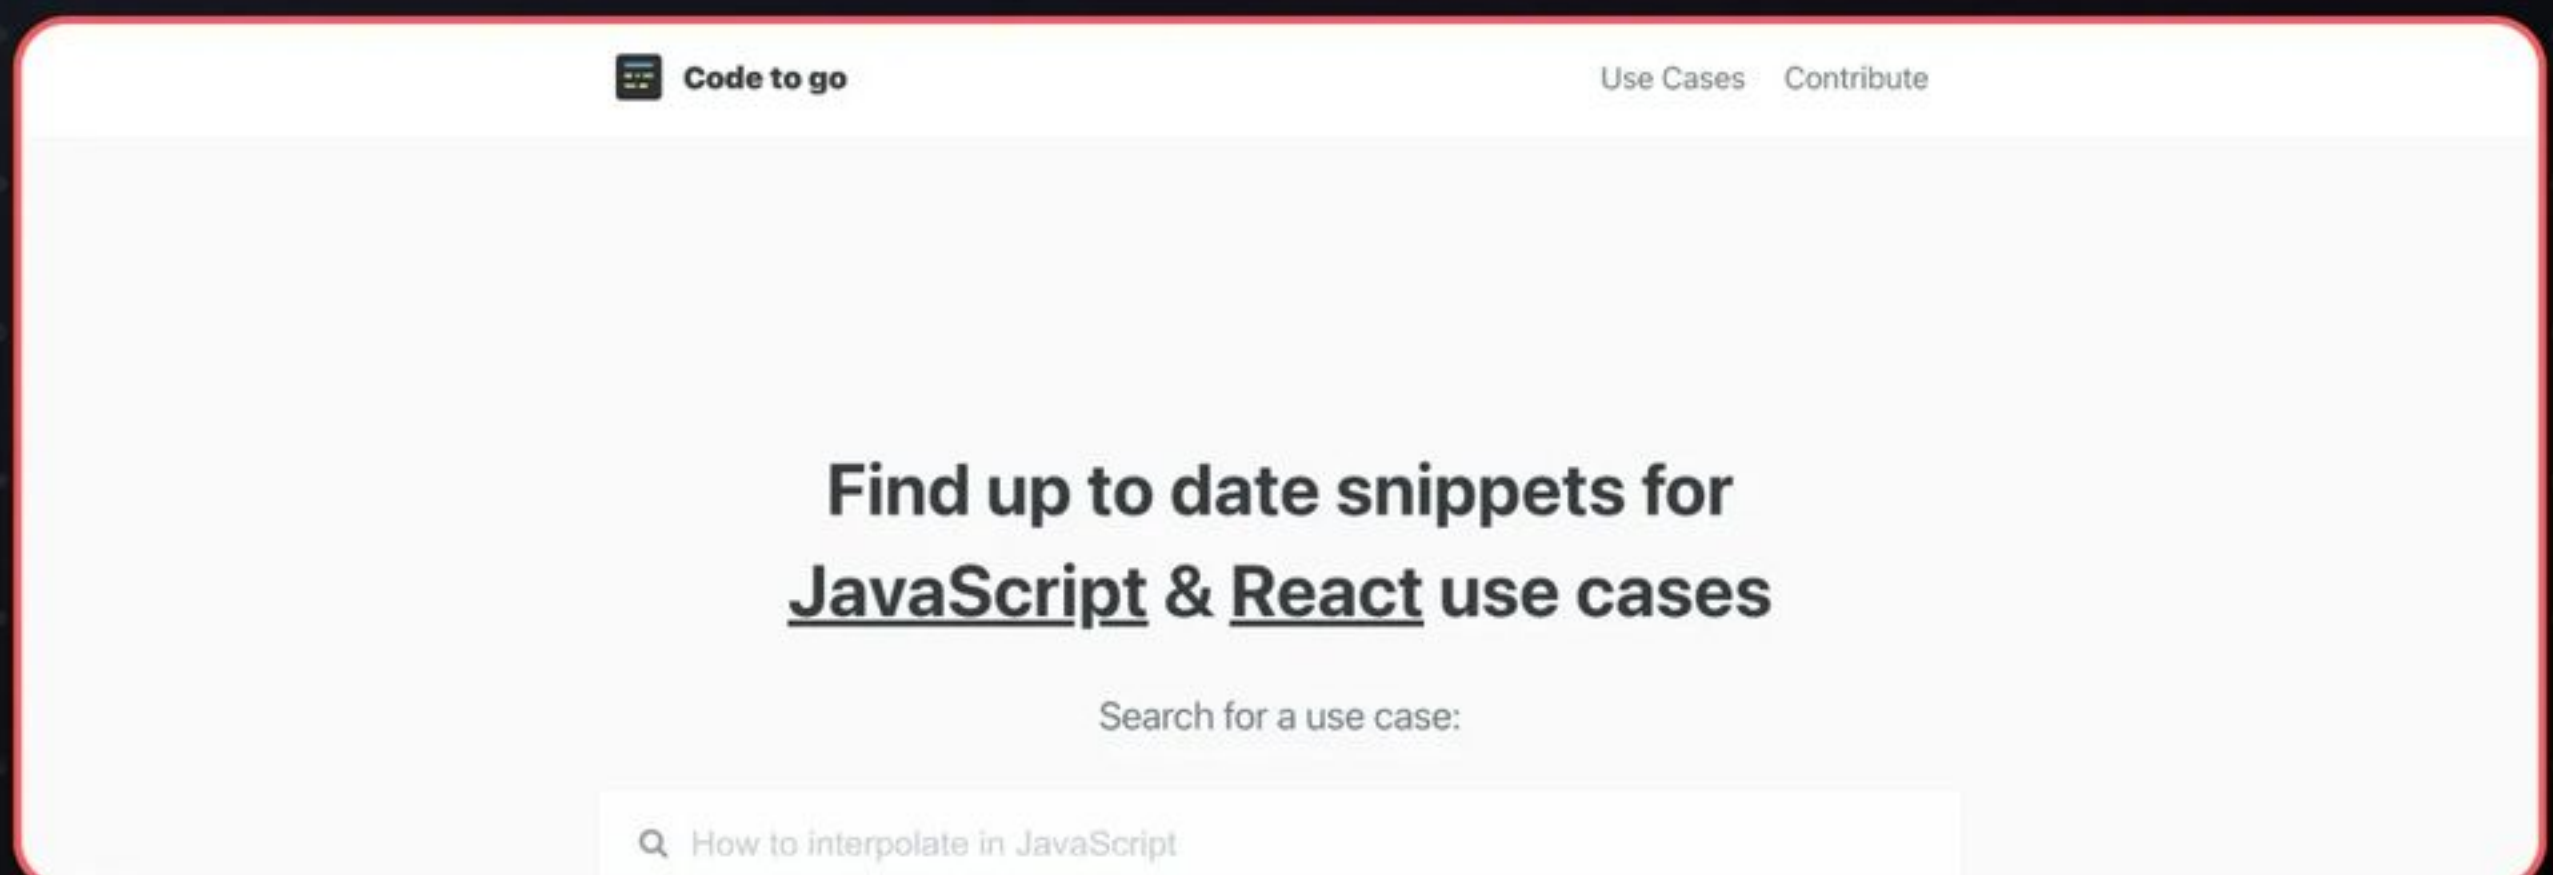 Code to go
Use Cases Contribute
Find up to date snippets for
JavaScript & React use cases
Search for a use case:
How to interpolate in JavaScript